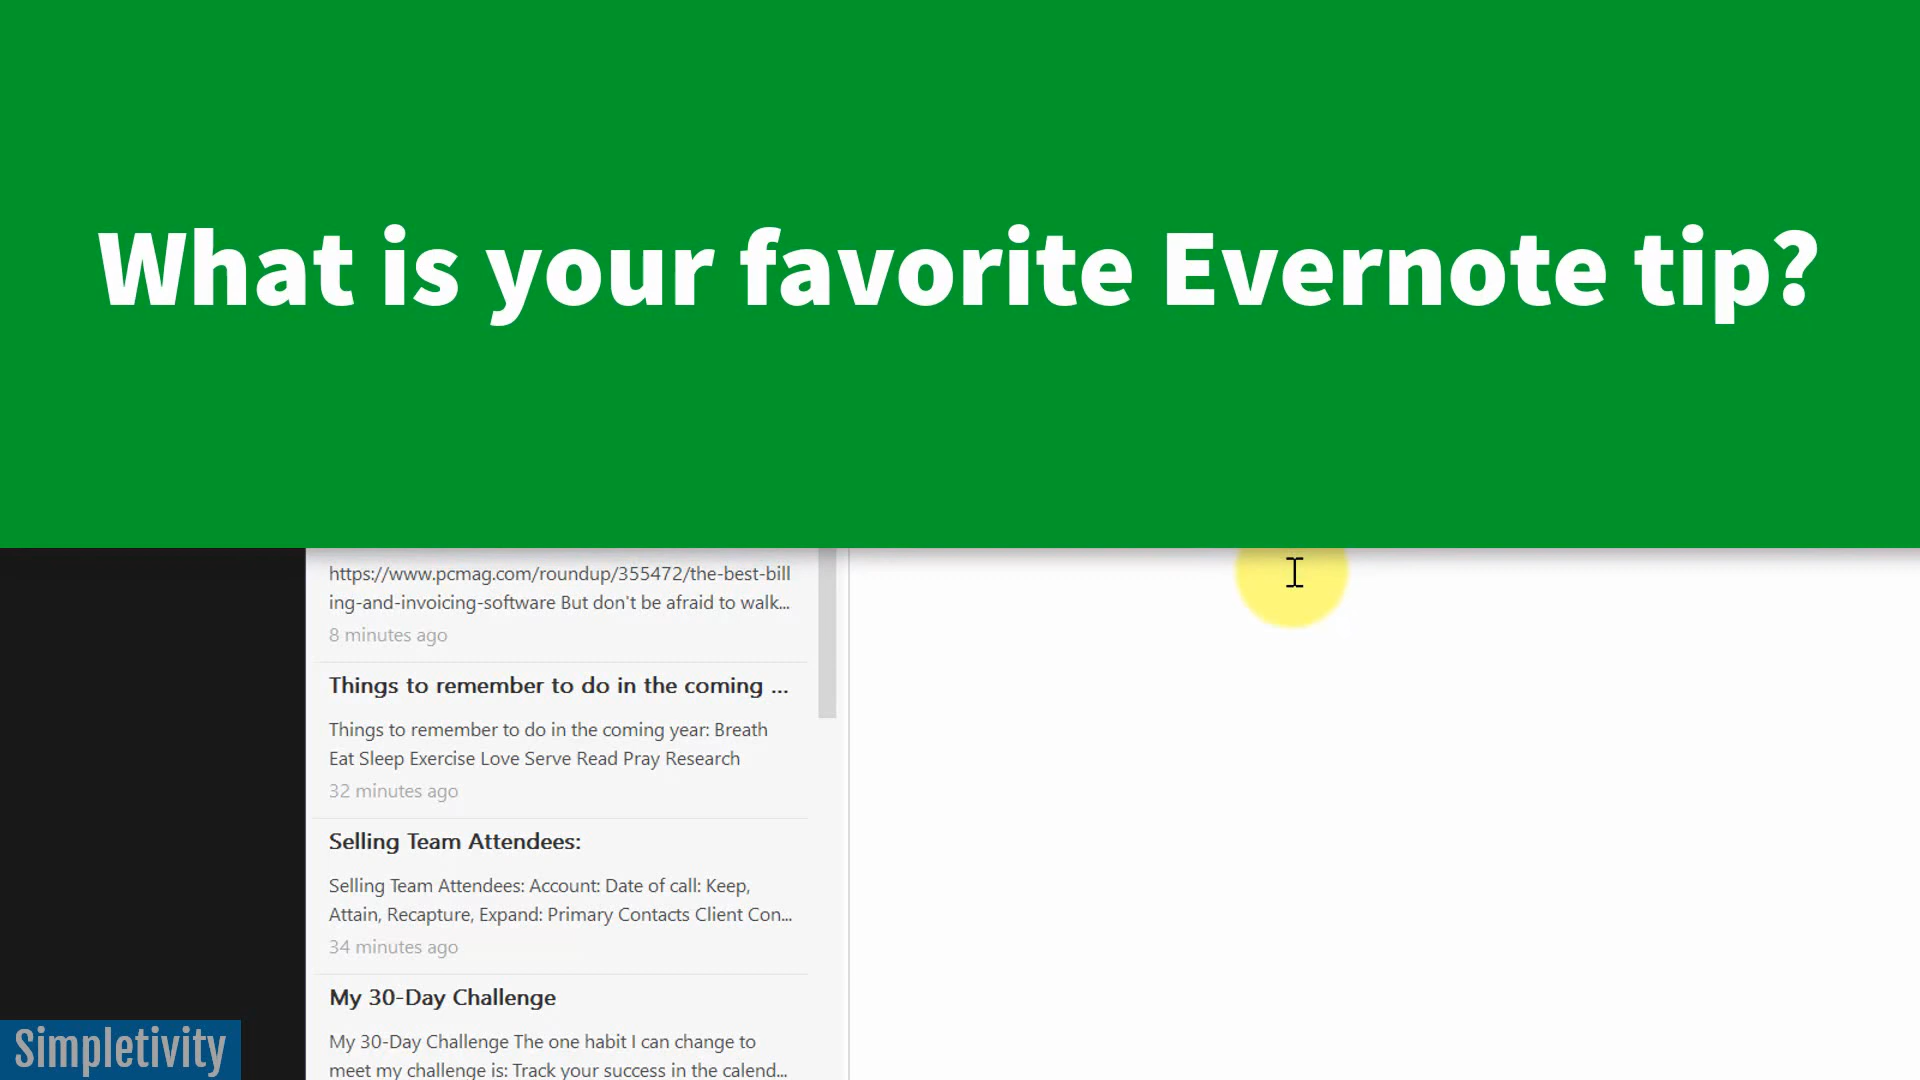 What is your favorite Evernote tip?
https://www.pcmag.com/roundup/355472/the-best-bill
ing-and-invoicing-software But don't be afraid to walk...
8 minutes ago
Things to remember to do in the coming ...
Things to remember to do in the coming year: Breath
Eat Sleep Exercise Love Serve Read Pray Research
32 minutes ago
Selling Team Attendees:
Selling Team Attendees: Account: Date of call: Keep,
Attain, Recapture, Expand: Primary Contacts Client Con...
34 minutes ago
My 30-Day Challenge
My 30-Day Challenge The one habit I can change to
meet my challenge is: Track your success in the calend...
Simpletivity